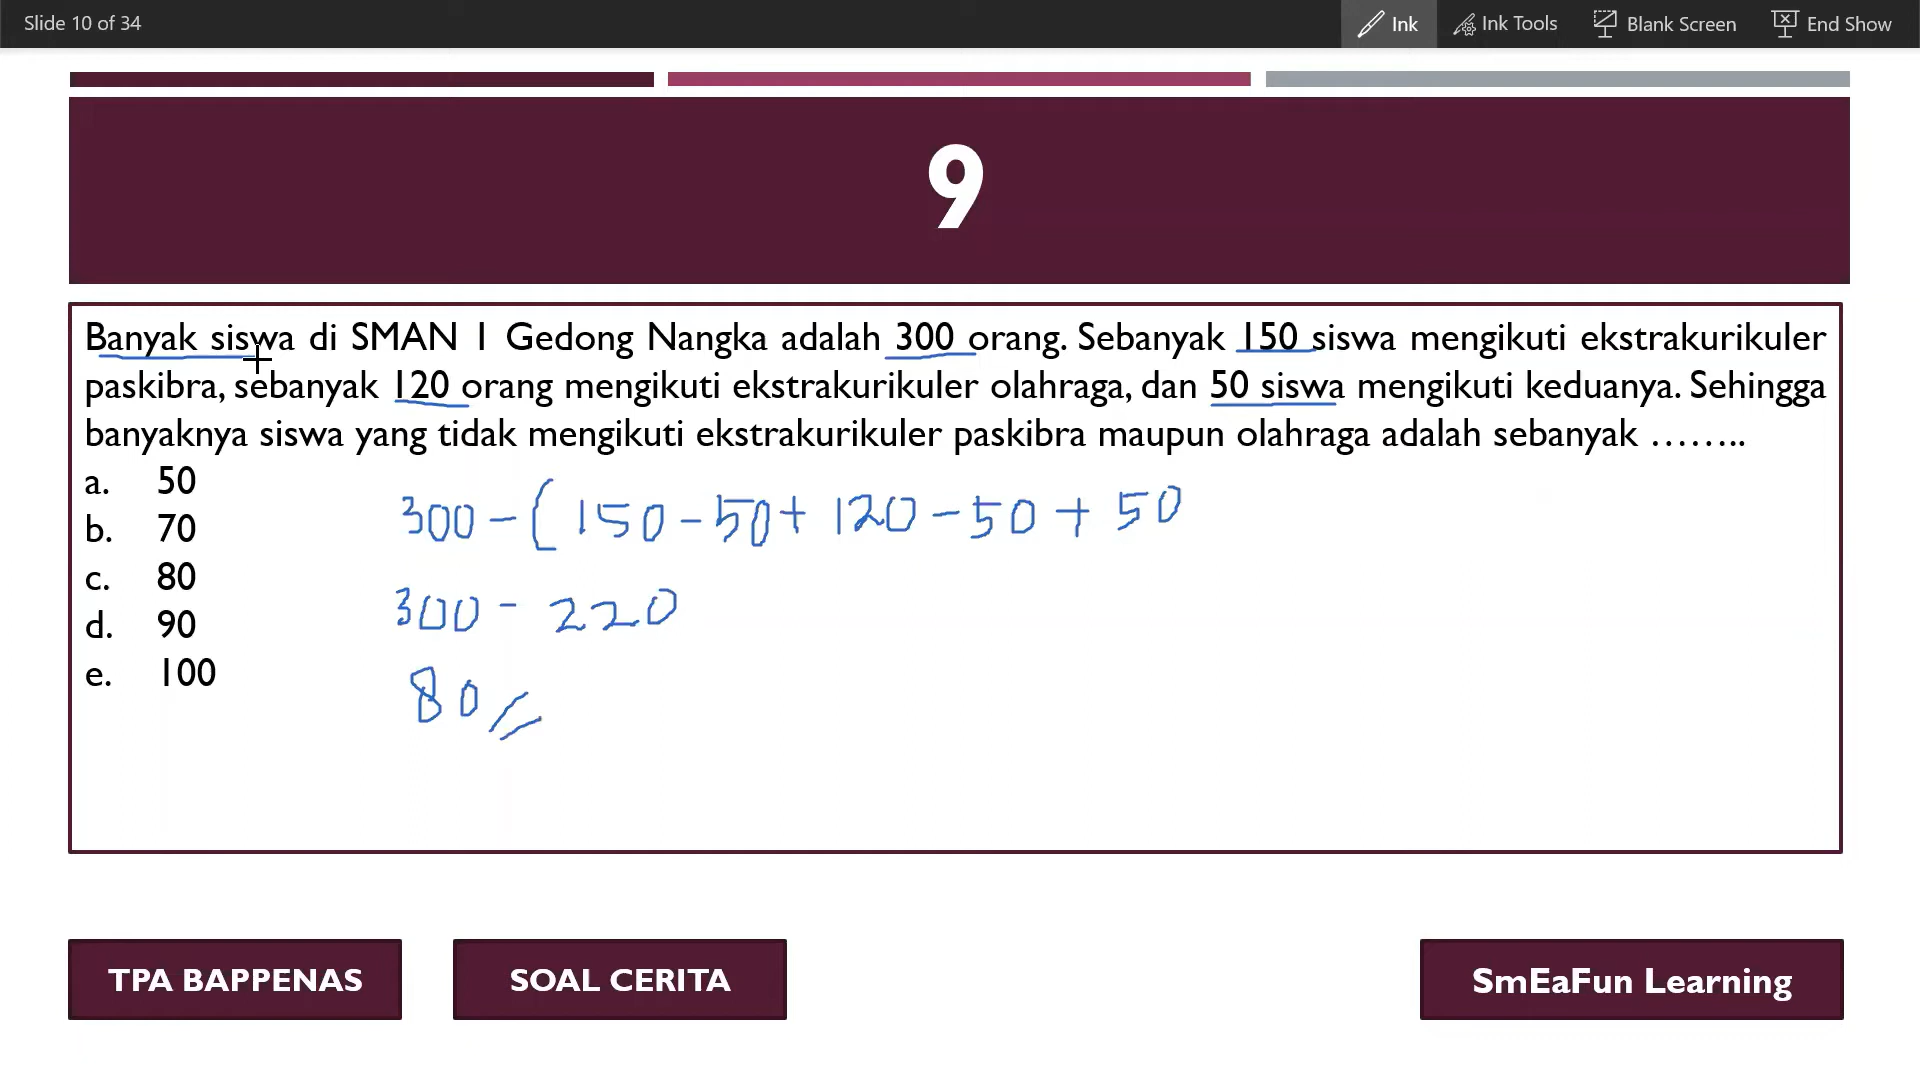 Slide 10 of 34
Ink
Ink Tools
Blank Screen
End Show
9
Banyak siswa di SMAN 1 Gedong Nangka adalah 300 orang. Sebanyak 150 siswa mengikuti ekstrakurikuler
paskibra, sebanyak 120 orang mengikuti ekstrakurikuler olahraga, dan 50 siswa mengikuti keduanya. Sehingga
banyaknya siswa yang tidak mengikuti ekstrakurikuler paskibra maupun olahraga adalah sebanyak ……..
a. 50
b. 70
c. 80
d. 90
e. 100
300 - ( 150 - 50 + 120 - 50 + 50
300 - 220
80
TPA BAPPENAS
SOAL CERITA
SmEaFun Learning